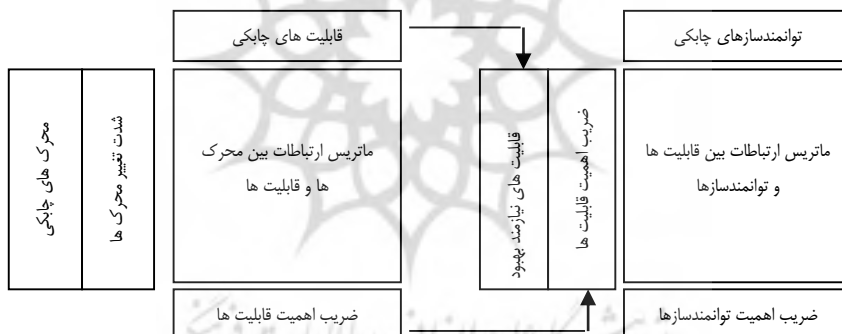 توانمندسازهای چابکی
قابلیت های چابکی
محرک های چابکی
شدت تغییر محرک ها
ماتریس ارتباطات بین محرک
ها و قابلیت ها
قابلیت های نیازمند بهبود
ضریب اهمیت قابلیت ها
ماتریس ارتباطات بین قابلیت ها
و توانمندسازها
ضریب اهمیت قابلیت ها
ضریب اهمیت توانمندسازها